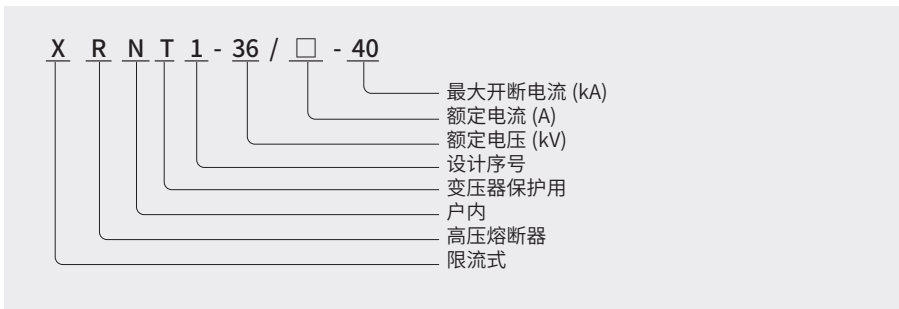 X R N T 1 - 36 / □ - 40
最大开断电流 (kA)
额定电流 (A)
额定电压 (kV)
设计序号
变压器保护用
户内
高压熔断器
限流式